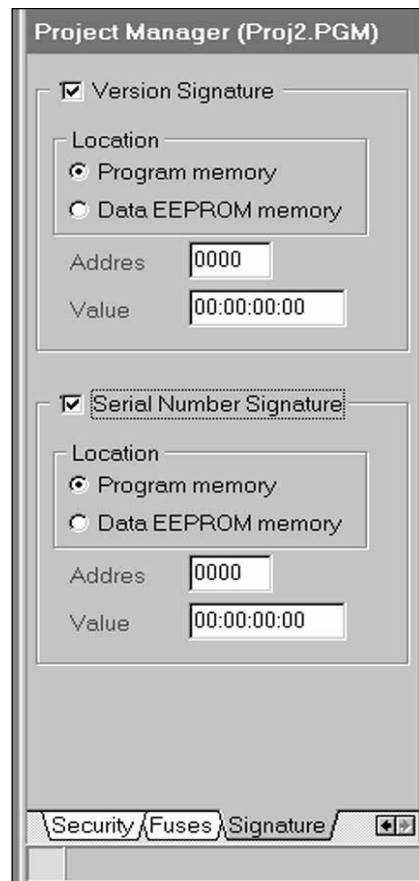 Project Manager (Proj2.PGM)
Version Signature
Location
Program memory
Data EEPROM memory
Addres 0000
Value 00:00:00:00
Serial Number Signature
Location
Program memory
Data EEPROM memory
Addres 0000
Value 00:00:00:00
Security Fuses Signature